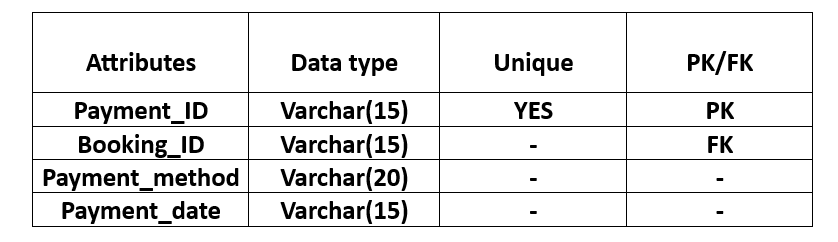 Attributes Data type Unique PK/FK
Payment_ID Varchar(15) YES PK
Booking_ID Varchar(15) - FK
Payment_method Varchar(20) - -
Payment_date Varchar(15) - -